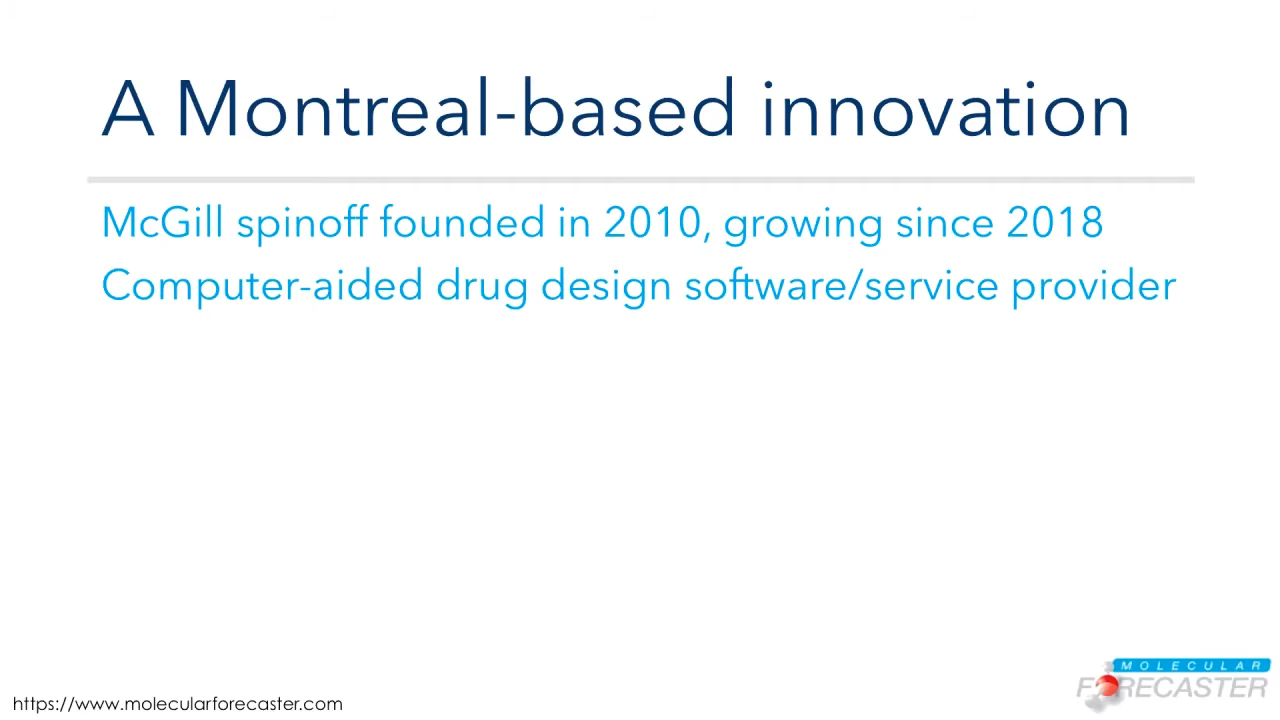 A Montreal-based innovation
McGill spinoff founded in 2010, growing since 2018
Computer-aided drug design software/service provider
MOLECULAR
FORECASTER
https://www.molecularforecaster.com